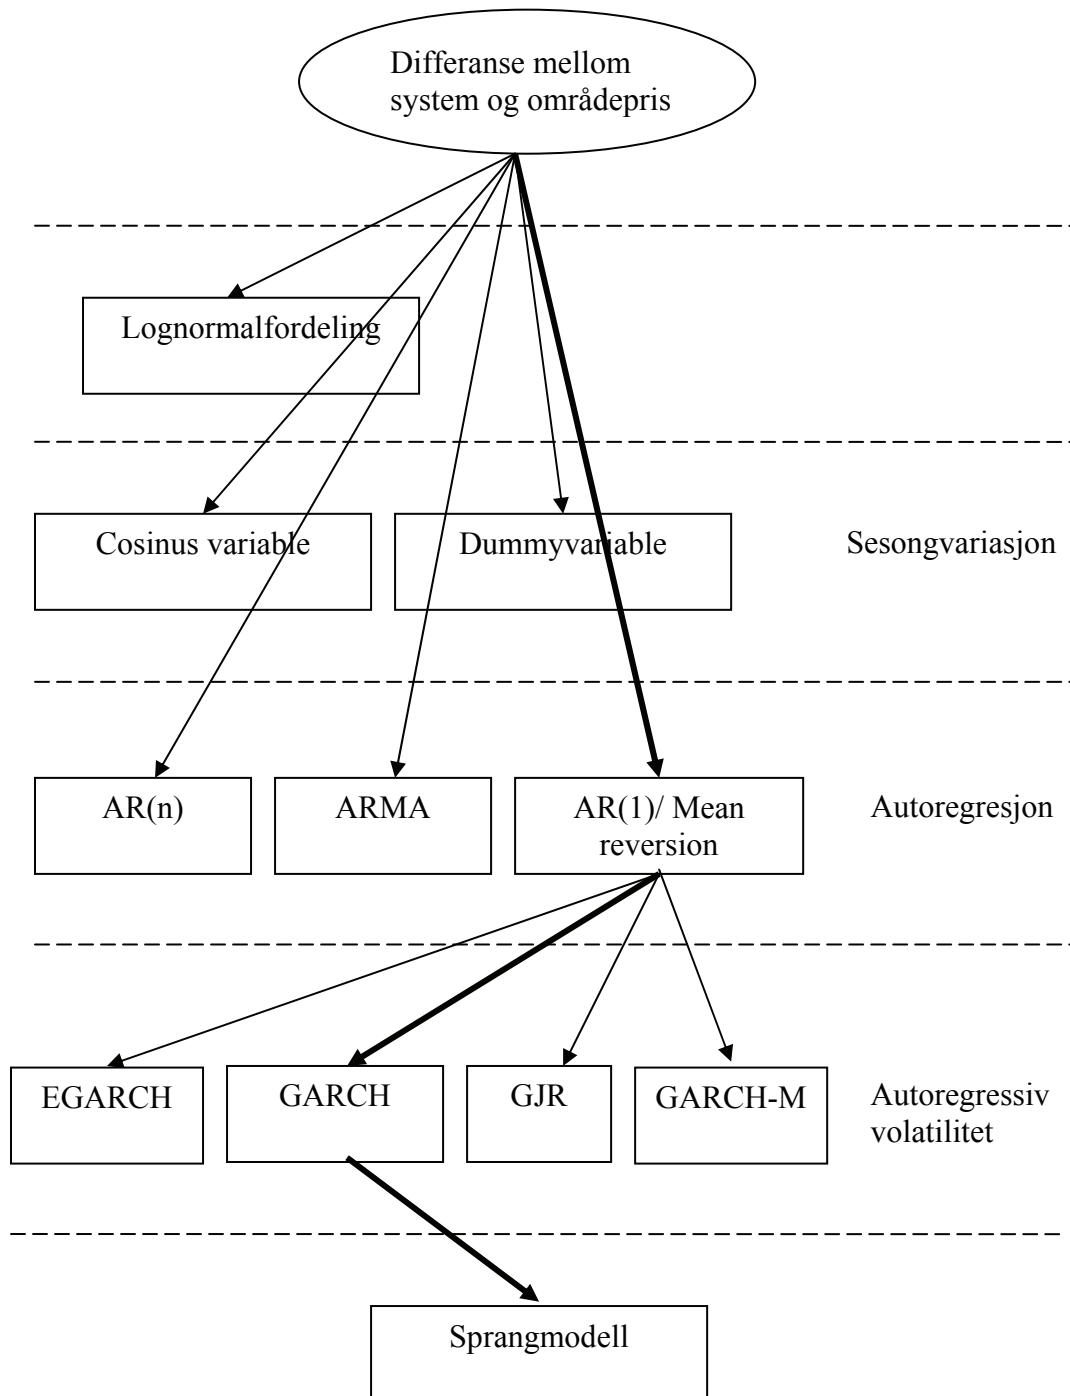 Differanse mellom
system og områdepris
Lognormalfordeling
Cosinus variable
Dummyvariable
Sesongvariasjon
AR(n)
ARMA
AR(1)/ Mean
reversion
Autoregresjon
EGARCH
GARCH
GJR
GARCH-M
Autoregressiv
volatilitet
Sprangmodell